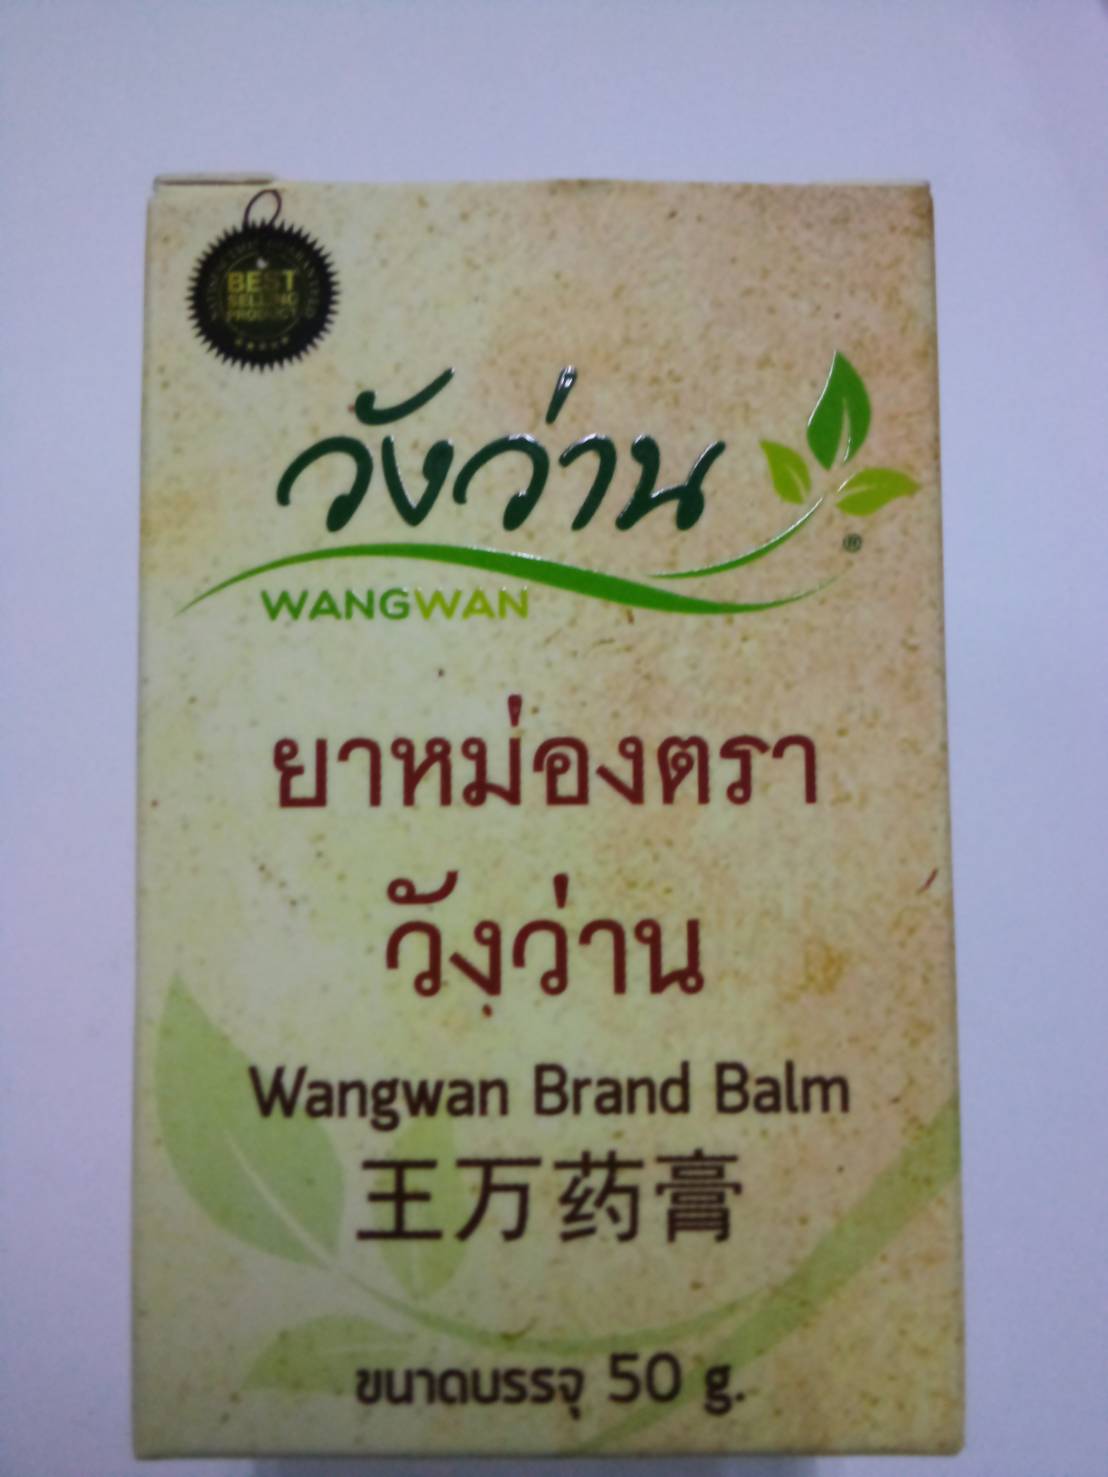 BEST
SELLING
PRODUCT
วังว่าน
®
WANGWAN
ยาหม่องตรา
วังว่าน
Wangwan Brand Balm
王万药膏
ขนาดบรรจุ 50 g.